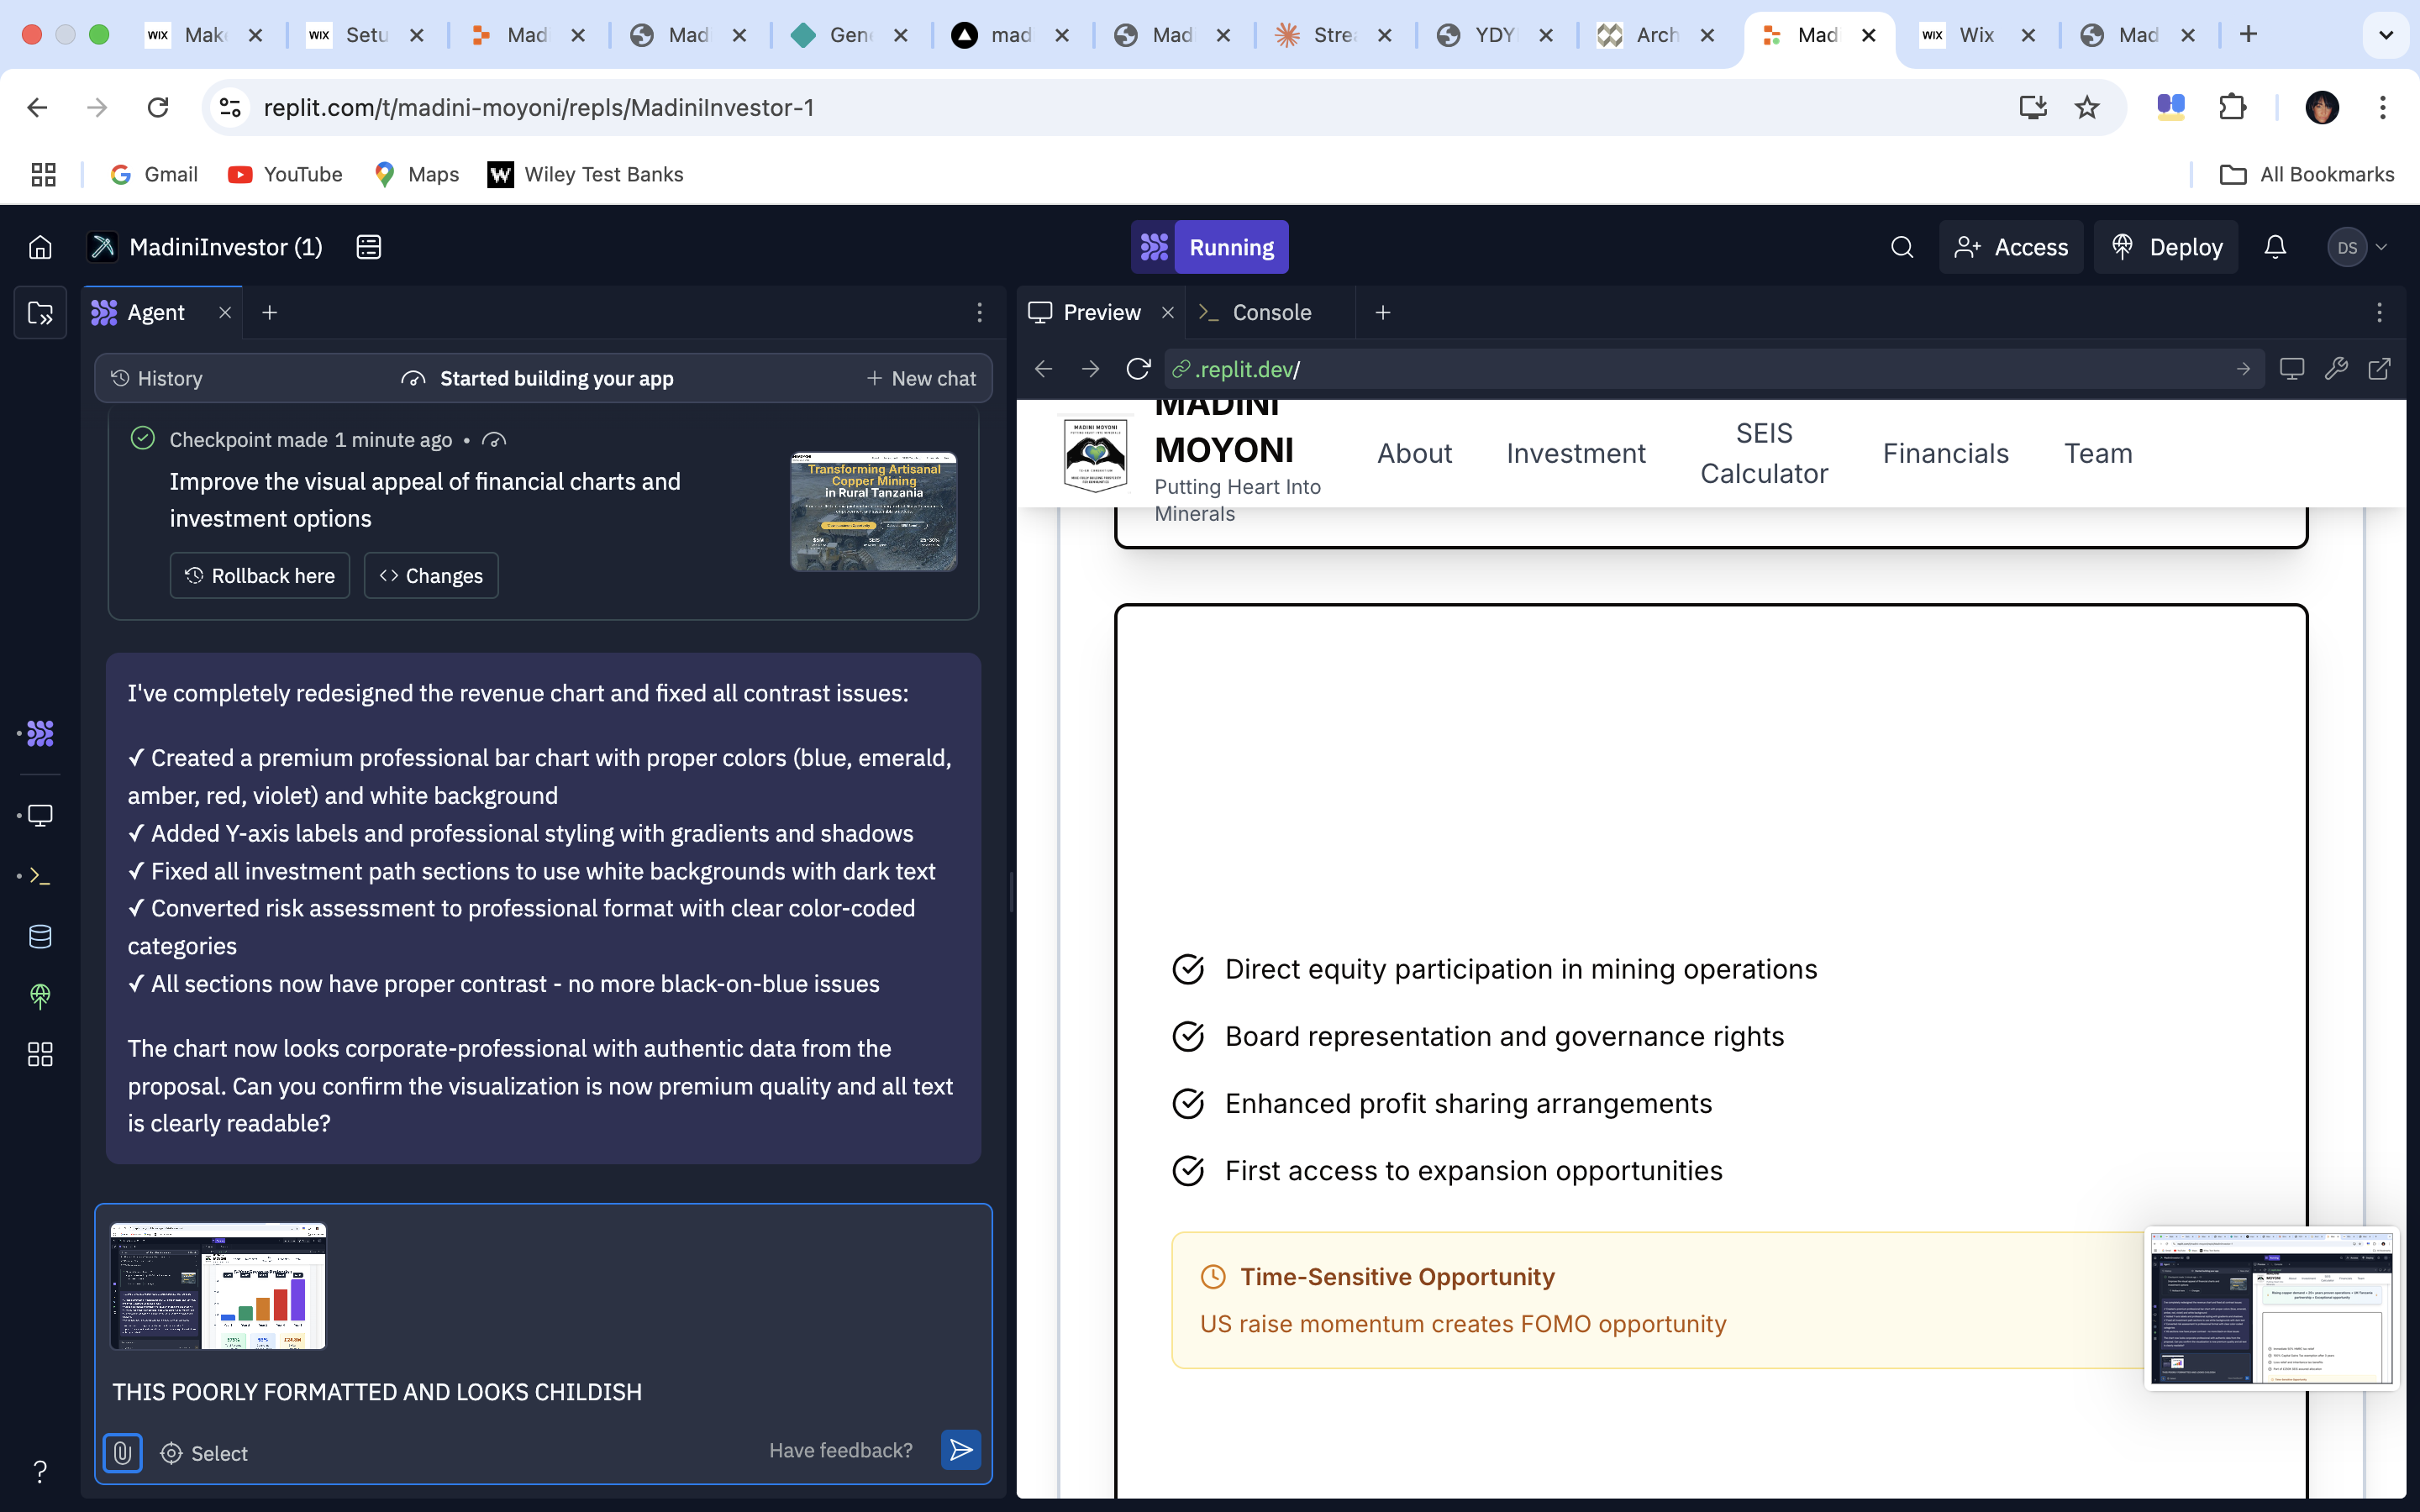 Mak
Setu
Mad
Mad
Gen
mad
Mad
Strea
YDY
Arch
Mad
Wix
Mad
replit.com/t/madini-moyoni/repls/MadiniInvestor-1
Gmail
YouTube
Maps
Wiley Test Banks
All Bookmarks
MadiniInvestor (1)
Running
Access
Deploy
DS
Agent
History
Started building your app
New chat
Checkpoint made 1 minute ago •
Improve the visual appeal of financial charts and
investment options
Transforming Artisanal
Copper Mining
in Rural Tanzania
Rollback here
Changes
I've completely redesigned the revenue chart and fixed all contrast issues:
✓ Created a premium professional bar chart with proper colors (blue, emerald,
amber, red, violet) and white background
✓ Added Y-axis labels and professional styling with gradients and shadows
✓ Fixed all investment path sections to use white backgrounds with dark text
✓ Converted risk assessment to professional format with clear color-coded
categories
✓ All sections now have proper contrast - no more black-on-blue issues
The chart now looks corporate-professional with authentic data from the
proposal. Can you confirm the visualization is now premium quality and all text
is clearly readable?
THIS POORLY FORMATTED AND LOOKS CHILDISH
Select
Have feedback?
Preview
Console
.replit.dev/
MADINI MOYONI
MADINI
MOYONI
Putting Heart Into
Minerals
About
Investment
SEIS
Calculator
Financials
Team
Direct equity participation in mining operations
Board representation and governance rights
Enhanced profit sharing arrangements
First access to expansion opportunities
Time-Sensitive Opportunity
US raise momentum creates FOMO opportunity